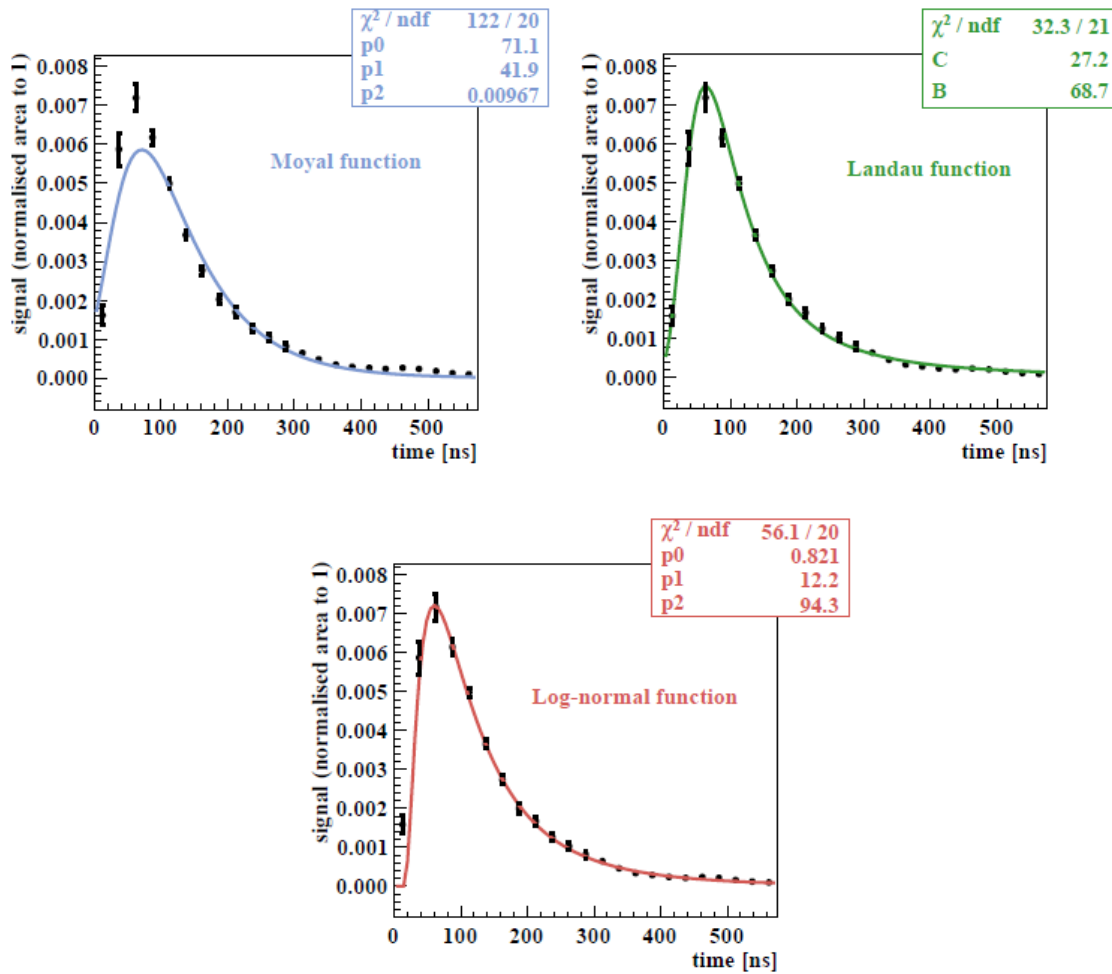 χ² / ndf 122 / 20
p0 71.1
p1 41.9
p2 0.00967
signal (normalised area to 1)
0.008
0.007
0.006
0.005
0.004
0.003
0.002
0.001
0.000
Moyal function
0 100 200 300 400 500
time [ns]
χ² / ndf 32.3 / 21
C 27.2
B 68.7
signal (normalised area to 1)
0.008
0.007
0.006
0.005
0.004
0.003
0.002
0.001
0.000
Landau function
0 100 200 300 400 500
time [ns]
χ² / ndf 56.1 / 20
p0 0.821
p1 12.2
p2 94.3
signal (normalised area to 1)
0.008
0.007
0.006
0.005
0.004
0.003
0.002
0.001
0.000
Log-normal function
0 100 200 300 400 500
time [ns]